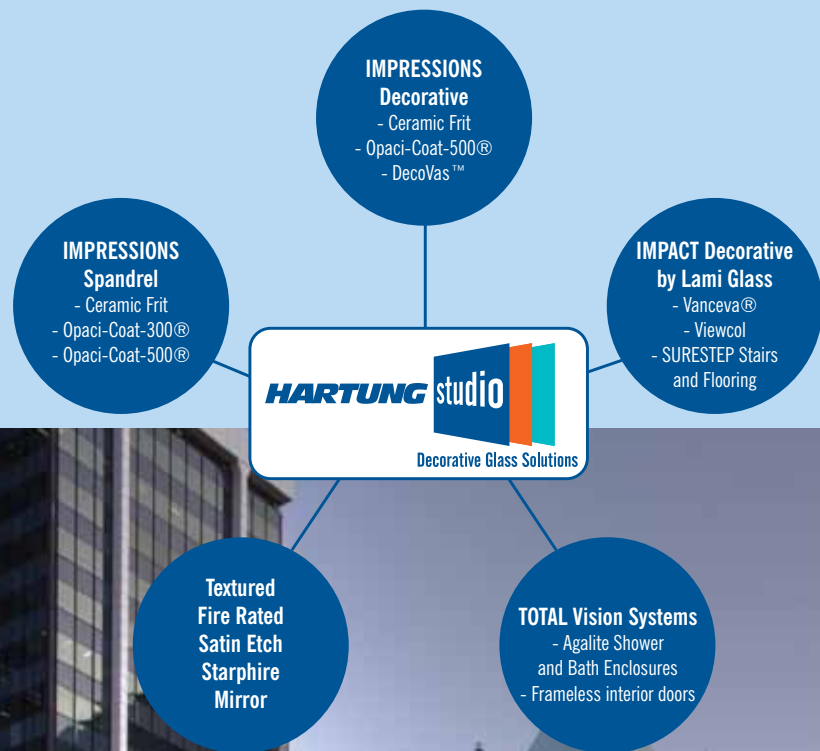 IMPRESSIONS
Decorative
- Ceramic Frit
- Opaci-Coat-500®
- DecoVas™
IMPRESSIONS
Spandrel
- Ceramic Frit
- Opaci-Coat-300®
- Opaci-Coat-500®
IMPACT Decorative
by Lami Glass
- Vanceva®
- Viewcol
- SURESTEP Stairs
and Flooring
HARTUNG studio
Decorative Glass Solutions
Textured
Fire Rated
Satin Etch
Starphire
Mirror
TOTAL Vision Systems
- Agalite Shower
and Bath Enclosures
- Frameless interior doors